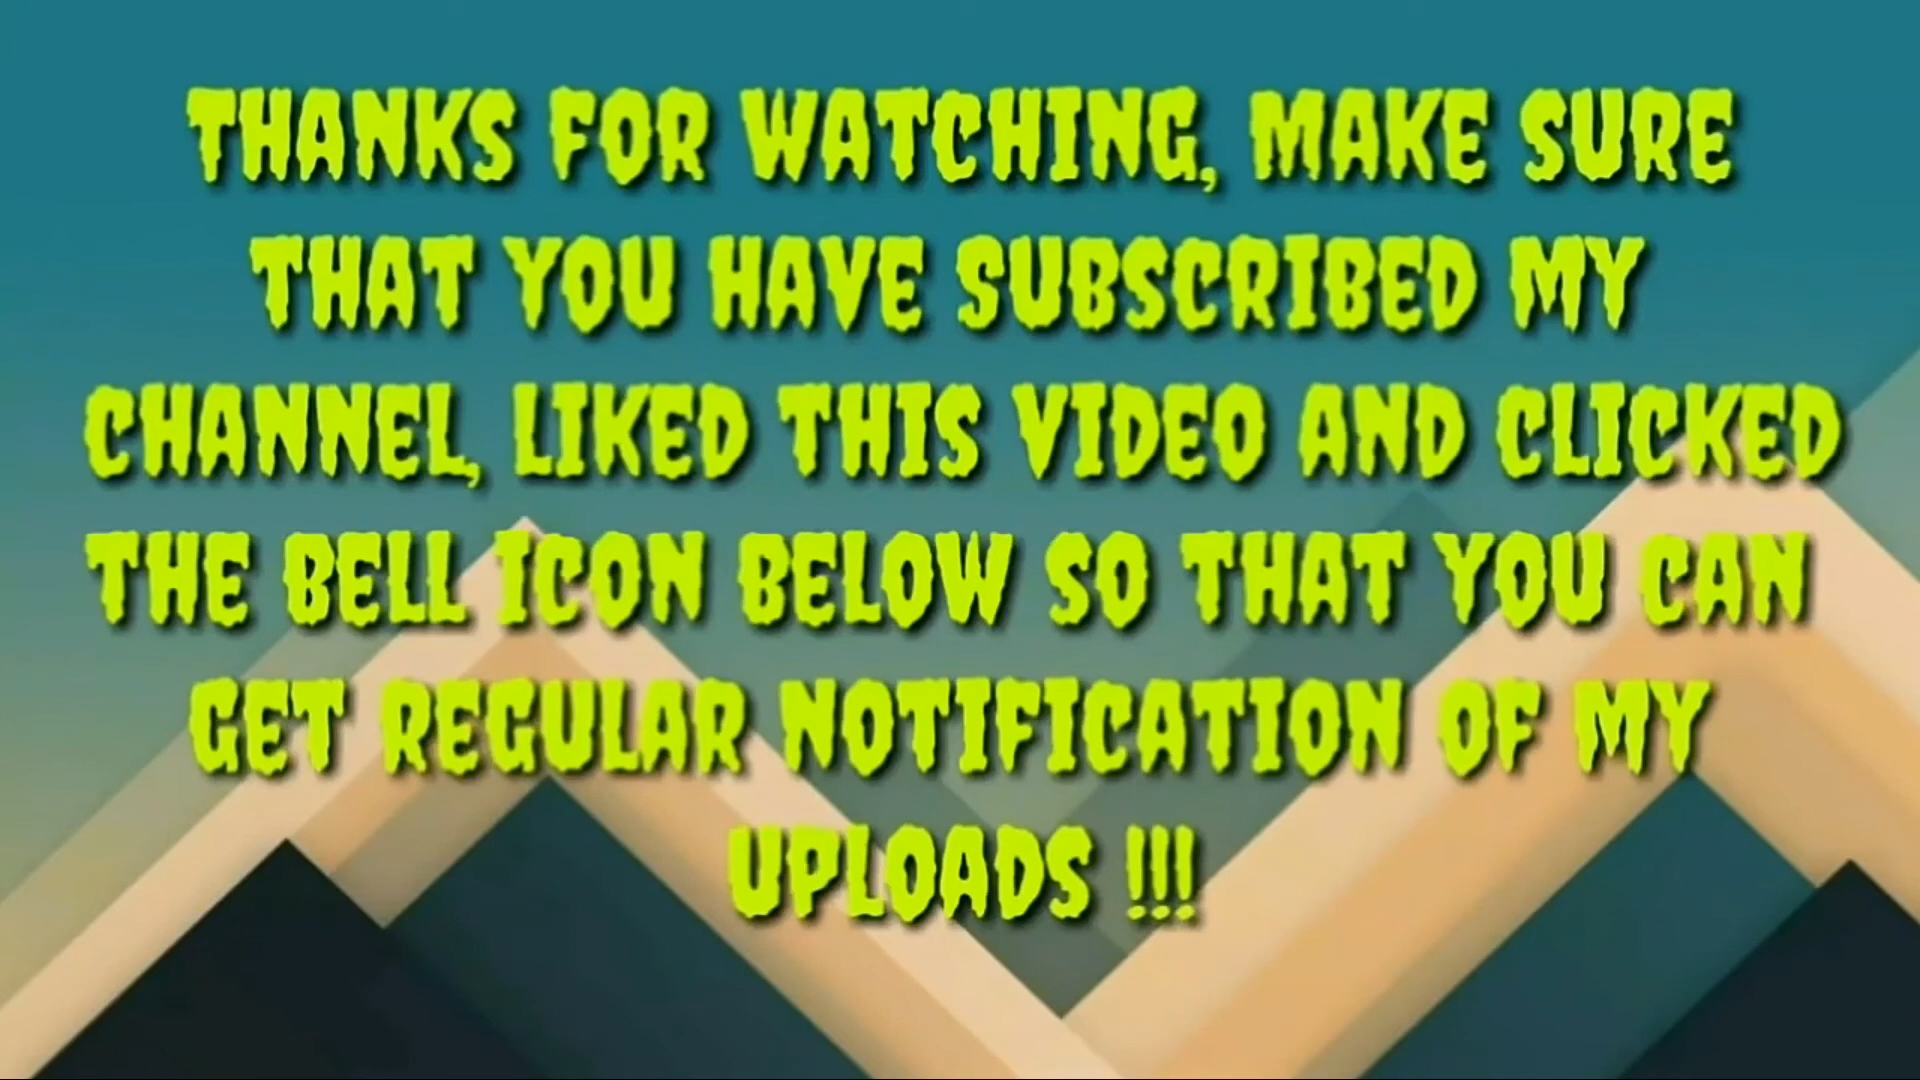 THANKS FOR WATCHING, MAKE SURE
THAT YOU HAVE SUBSCRIBED MY
CHANNEL, LIKED THIS VIDEO AND CLICKED
THE BELL ICON BELOW SO THAT YOU CAN
GET REGULAR NOTIFICATION OF MY
UPLOADS !!!